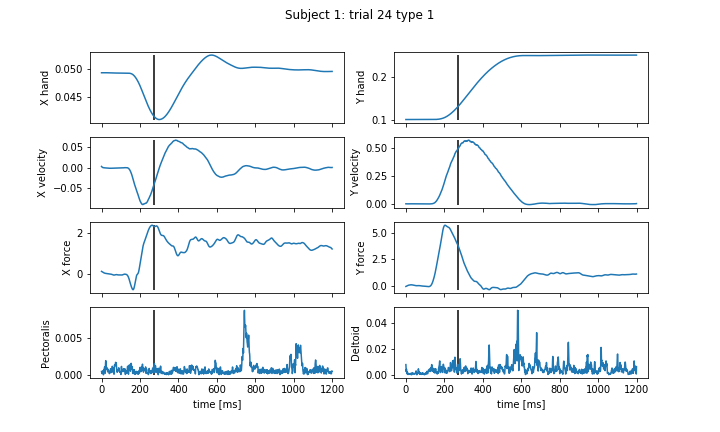 Subject 1: trial 24 type 1
X hand
0.050
0.045
Y hand
0.2
0.1
X velocity
0.05
0.00
−0.05
Y velocity
0.50
0.25
0.00
X force
2
0
Y force
5.0
2.5
0.0
Pectoralis
0.005
0.000
0 200 400 600 800 1000 1200
time [ms]
Deltoid
0.04
0.02
0.00
0 200 400 600 800 1000 1200
time [ms]